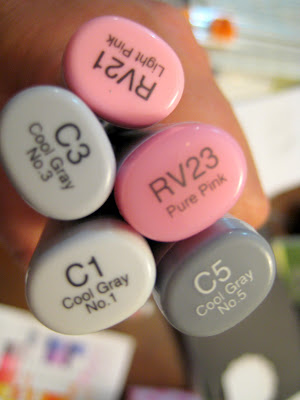 RV21
Light Pink
C3
Cool Gray
No.3
RV23
Pure Pink
C1
Cool Gray
No.1
C5
Cool Gray
No.5